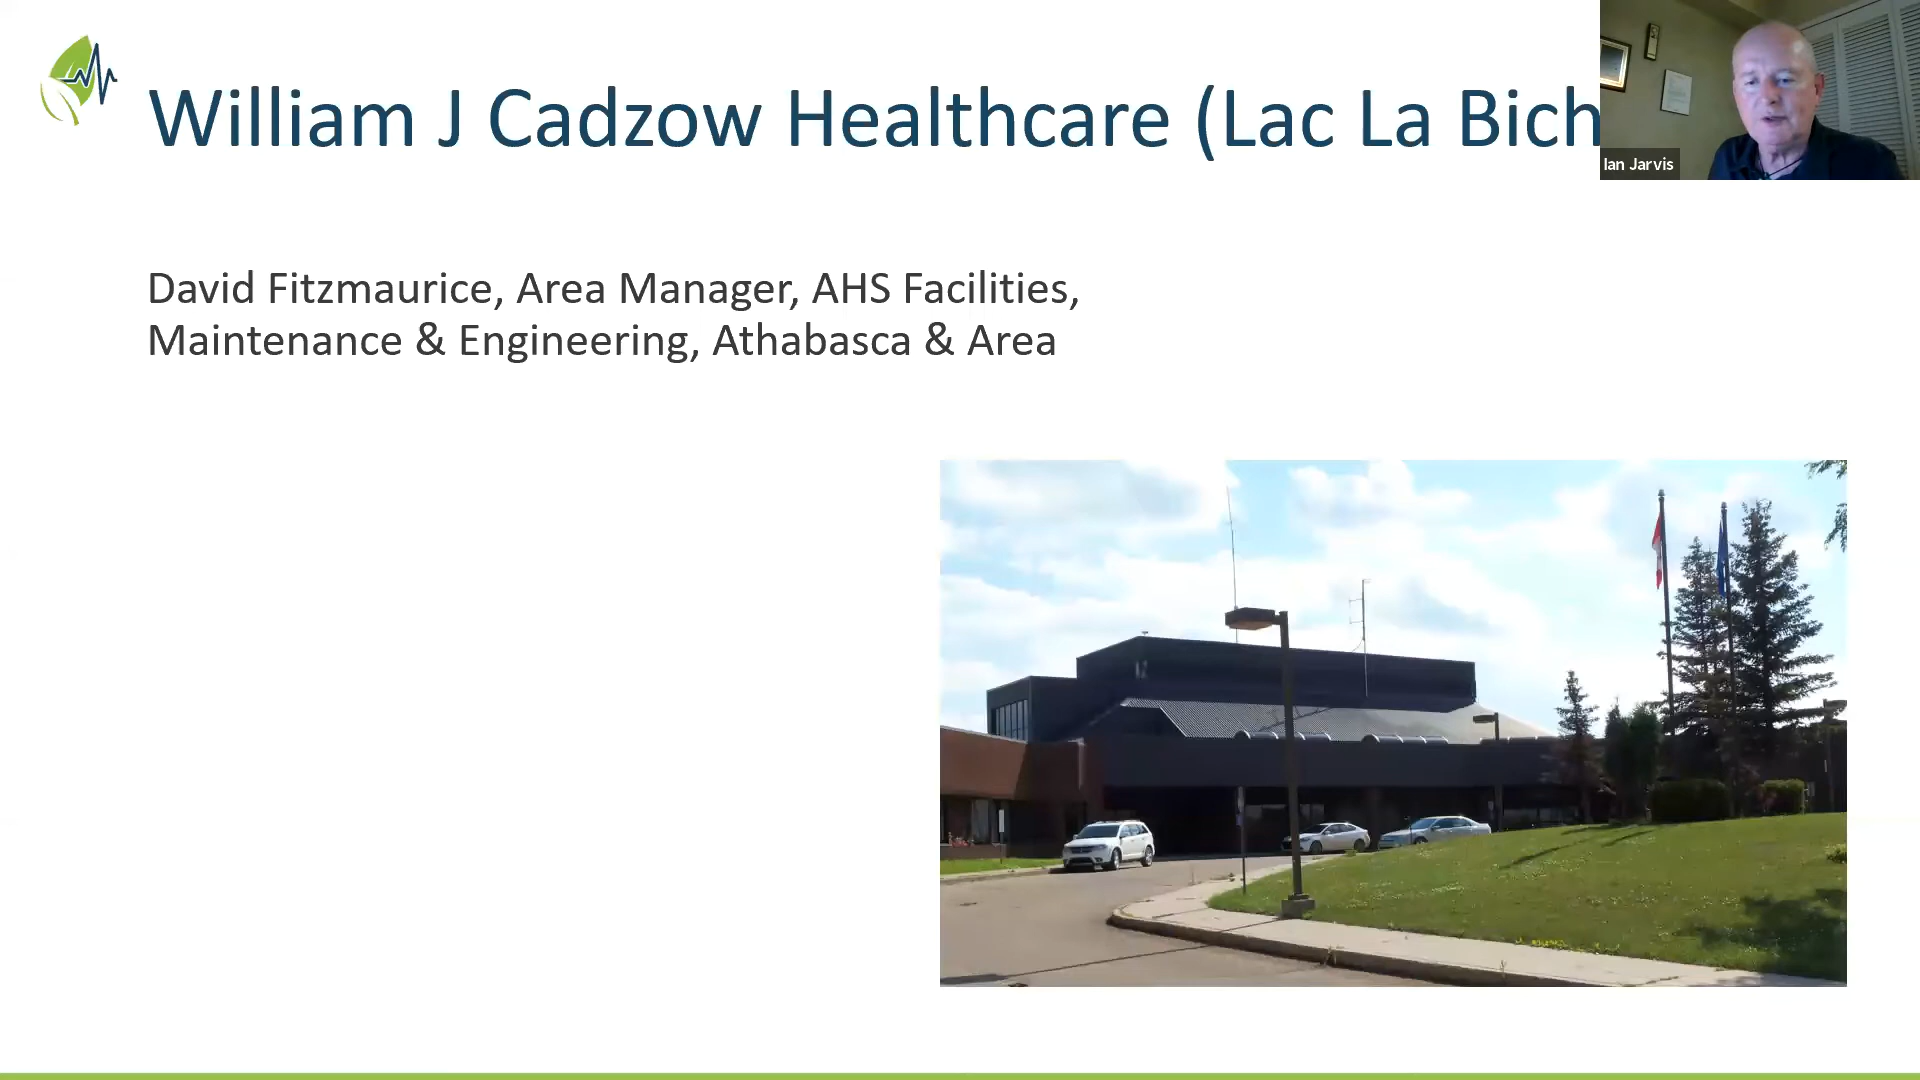 William J Cadzow Healthcare (Lac La Bich
Ian Jarvis
David Fitzmaurice, Area Manager, AHS Facilities,
Maintenance & Engineering, Athabasca & Area